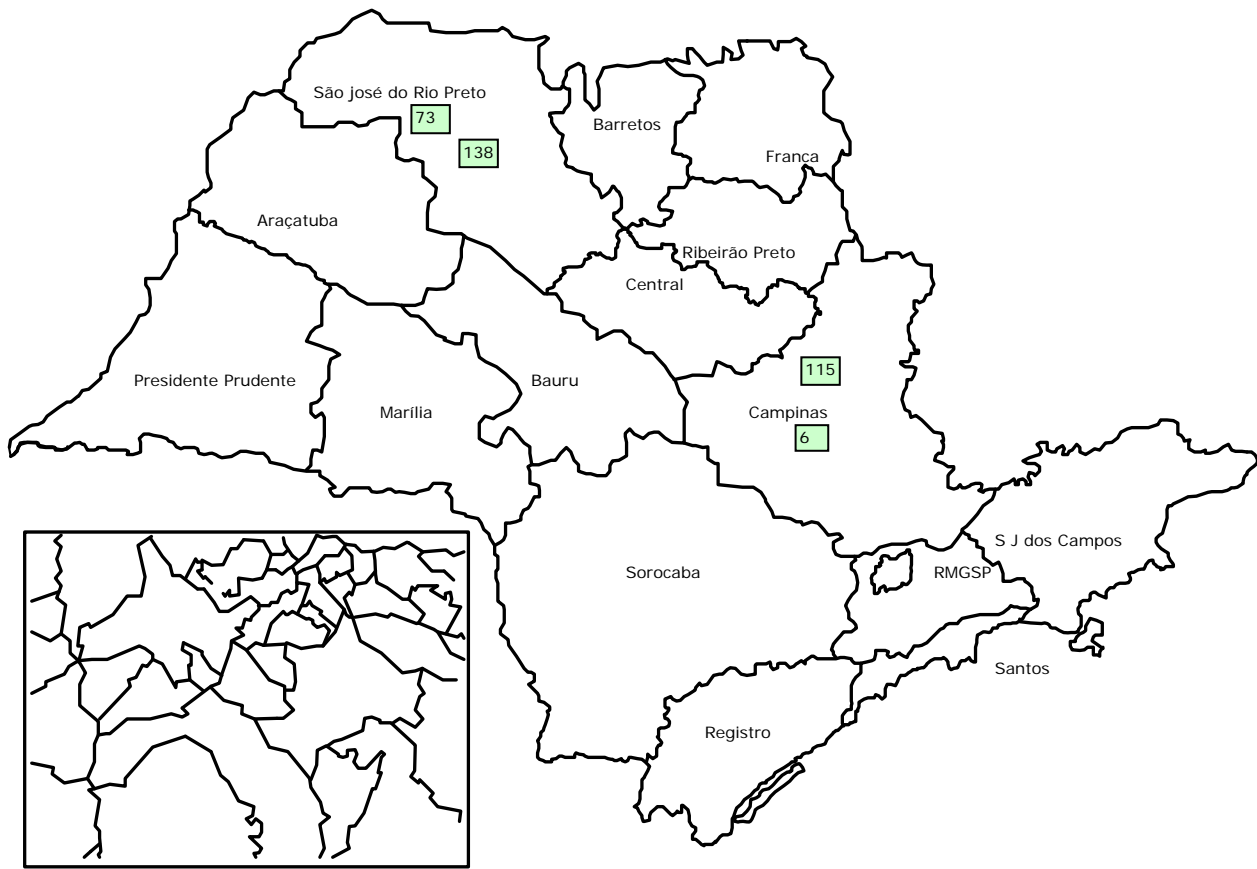 São josé do Rio Preto
73
Barretos
138
Franca
Araçatuba
Ribeirão Preto
Central
115
Presidente Prudente
Bauru
Marília
Campinas
6
S J dos Campos
Sorocaba
RMGSP
Santos
Registro